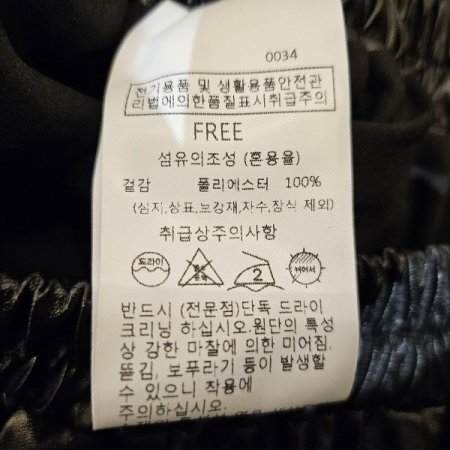 0034
전기용품 및 생활용품안전관
리법에의한품질표시취급주의
FREE
섬유의조성 (혼용율)
겉감 폴리에스터 100%
(심지,상표,보강재,자수,장식 제외)
취급상주의사항
드라이 2
반드시 (전문점)단독 드라이
크리닝 하십시오.원단의 특성
상 강한 마찰에 의한 미어짐,
뜯김, 보푸라기 등이 발생할
수 있으니 착용에
주의하십시오.